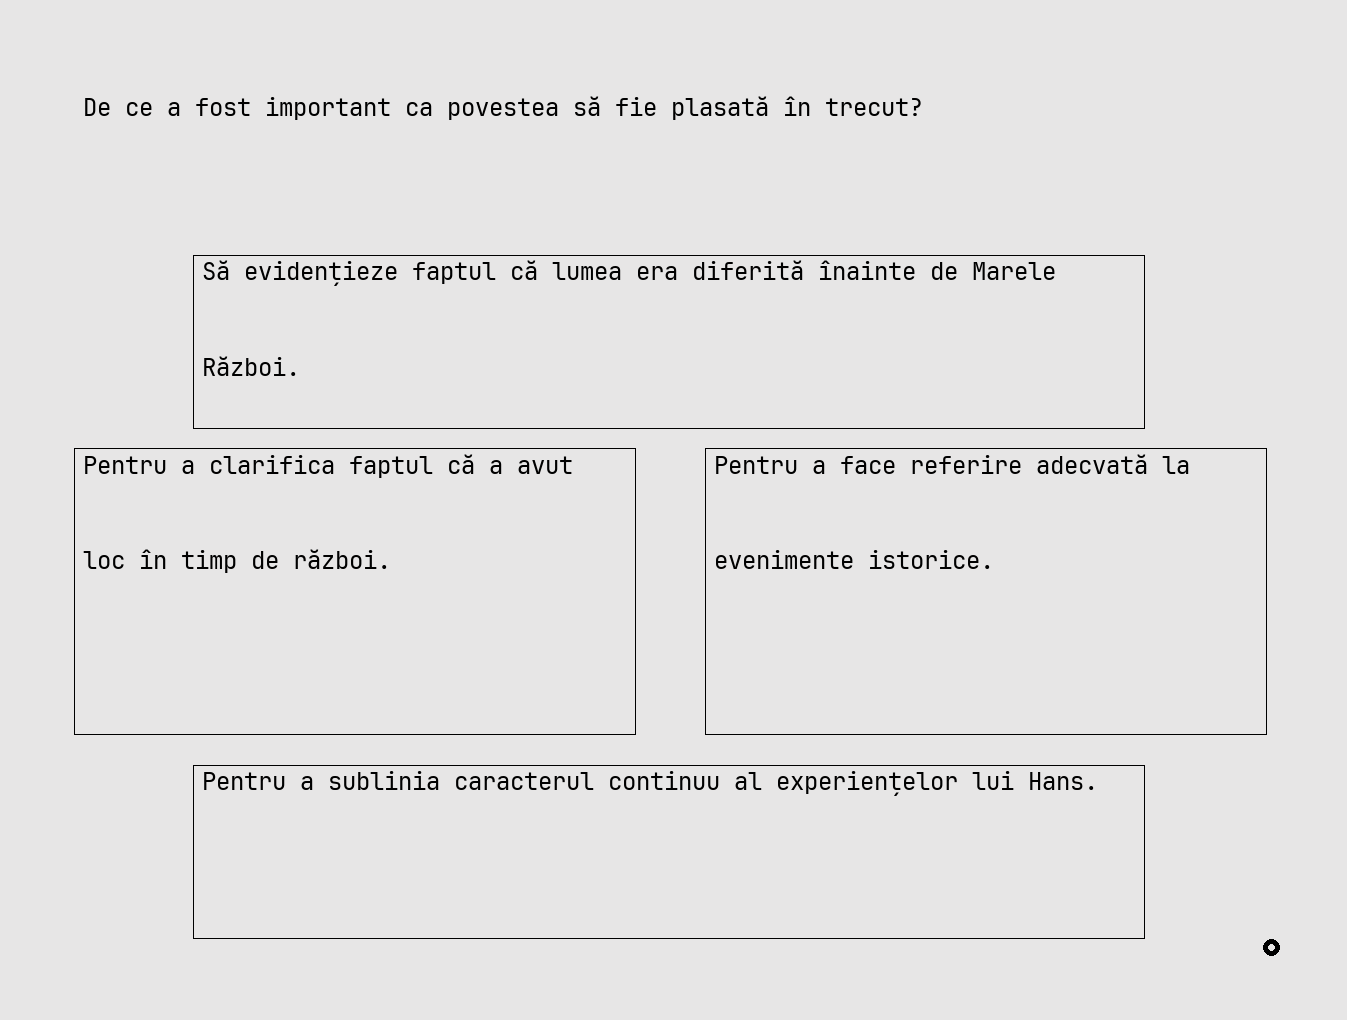 De ce a fost important ca povestea să fie plasată în trecut?
Să evidențieze faptul că lumea era diferită înainte de Marele
Război.
Pentru a clarifica faptul că a avut
loc în timp de război.
Pentru a face referire adecvată la
evenimente istorice.
Pentru a sublinia caracterul continuu al experiențelor lui Hans.